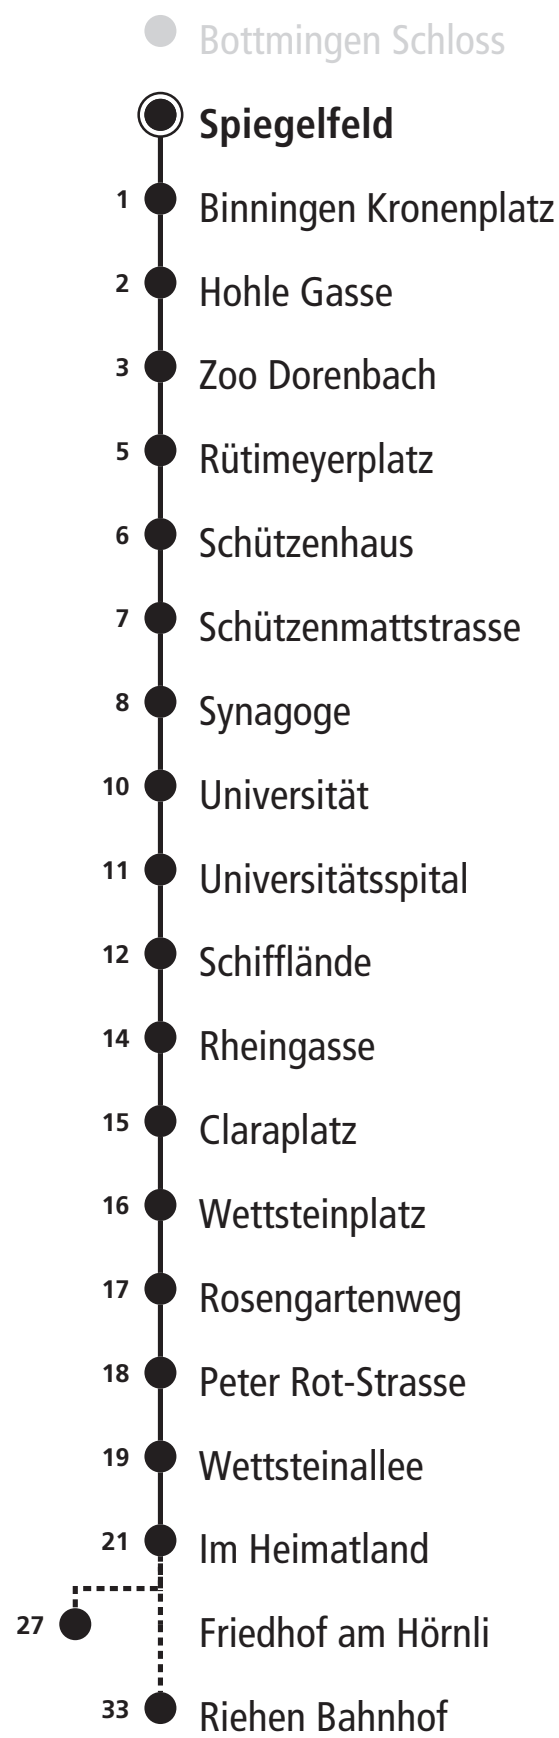 Bottmingen Schloss
Spiegelfeld
1 Binningen Kronenplatz
2 Hohle Gasse
3 Zoo Dorenbach
5 Rütimeyerplatz
6 Schützenhaus
7 Schützenmattstrasse
8 Synagoge
10 Universität
11 Universitätsspital
12 Schifflände
14 Rheingasse
15 Claraplatz
16 Wettsteinplatz
17 Rosengartenweg
18 Peter Rot-Strasse
19 Wettsteinallee
21 Im Heimatland
27 Friedhof am Hörnli
33 Riehen Bahnhof